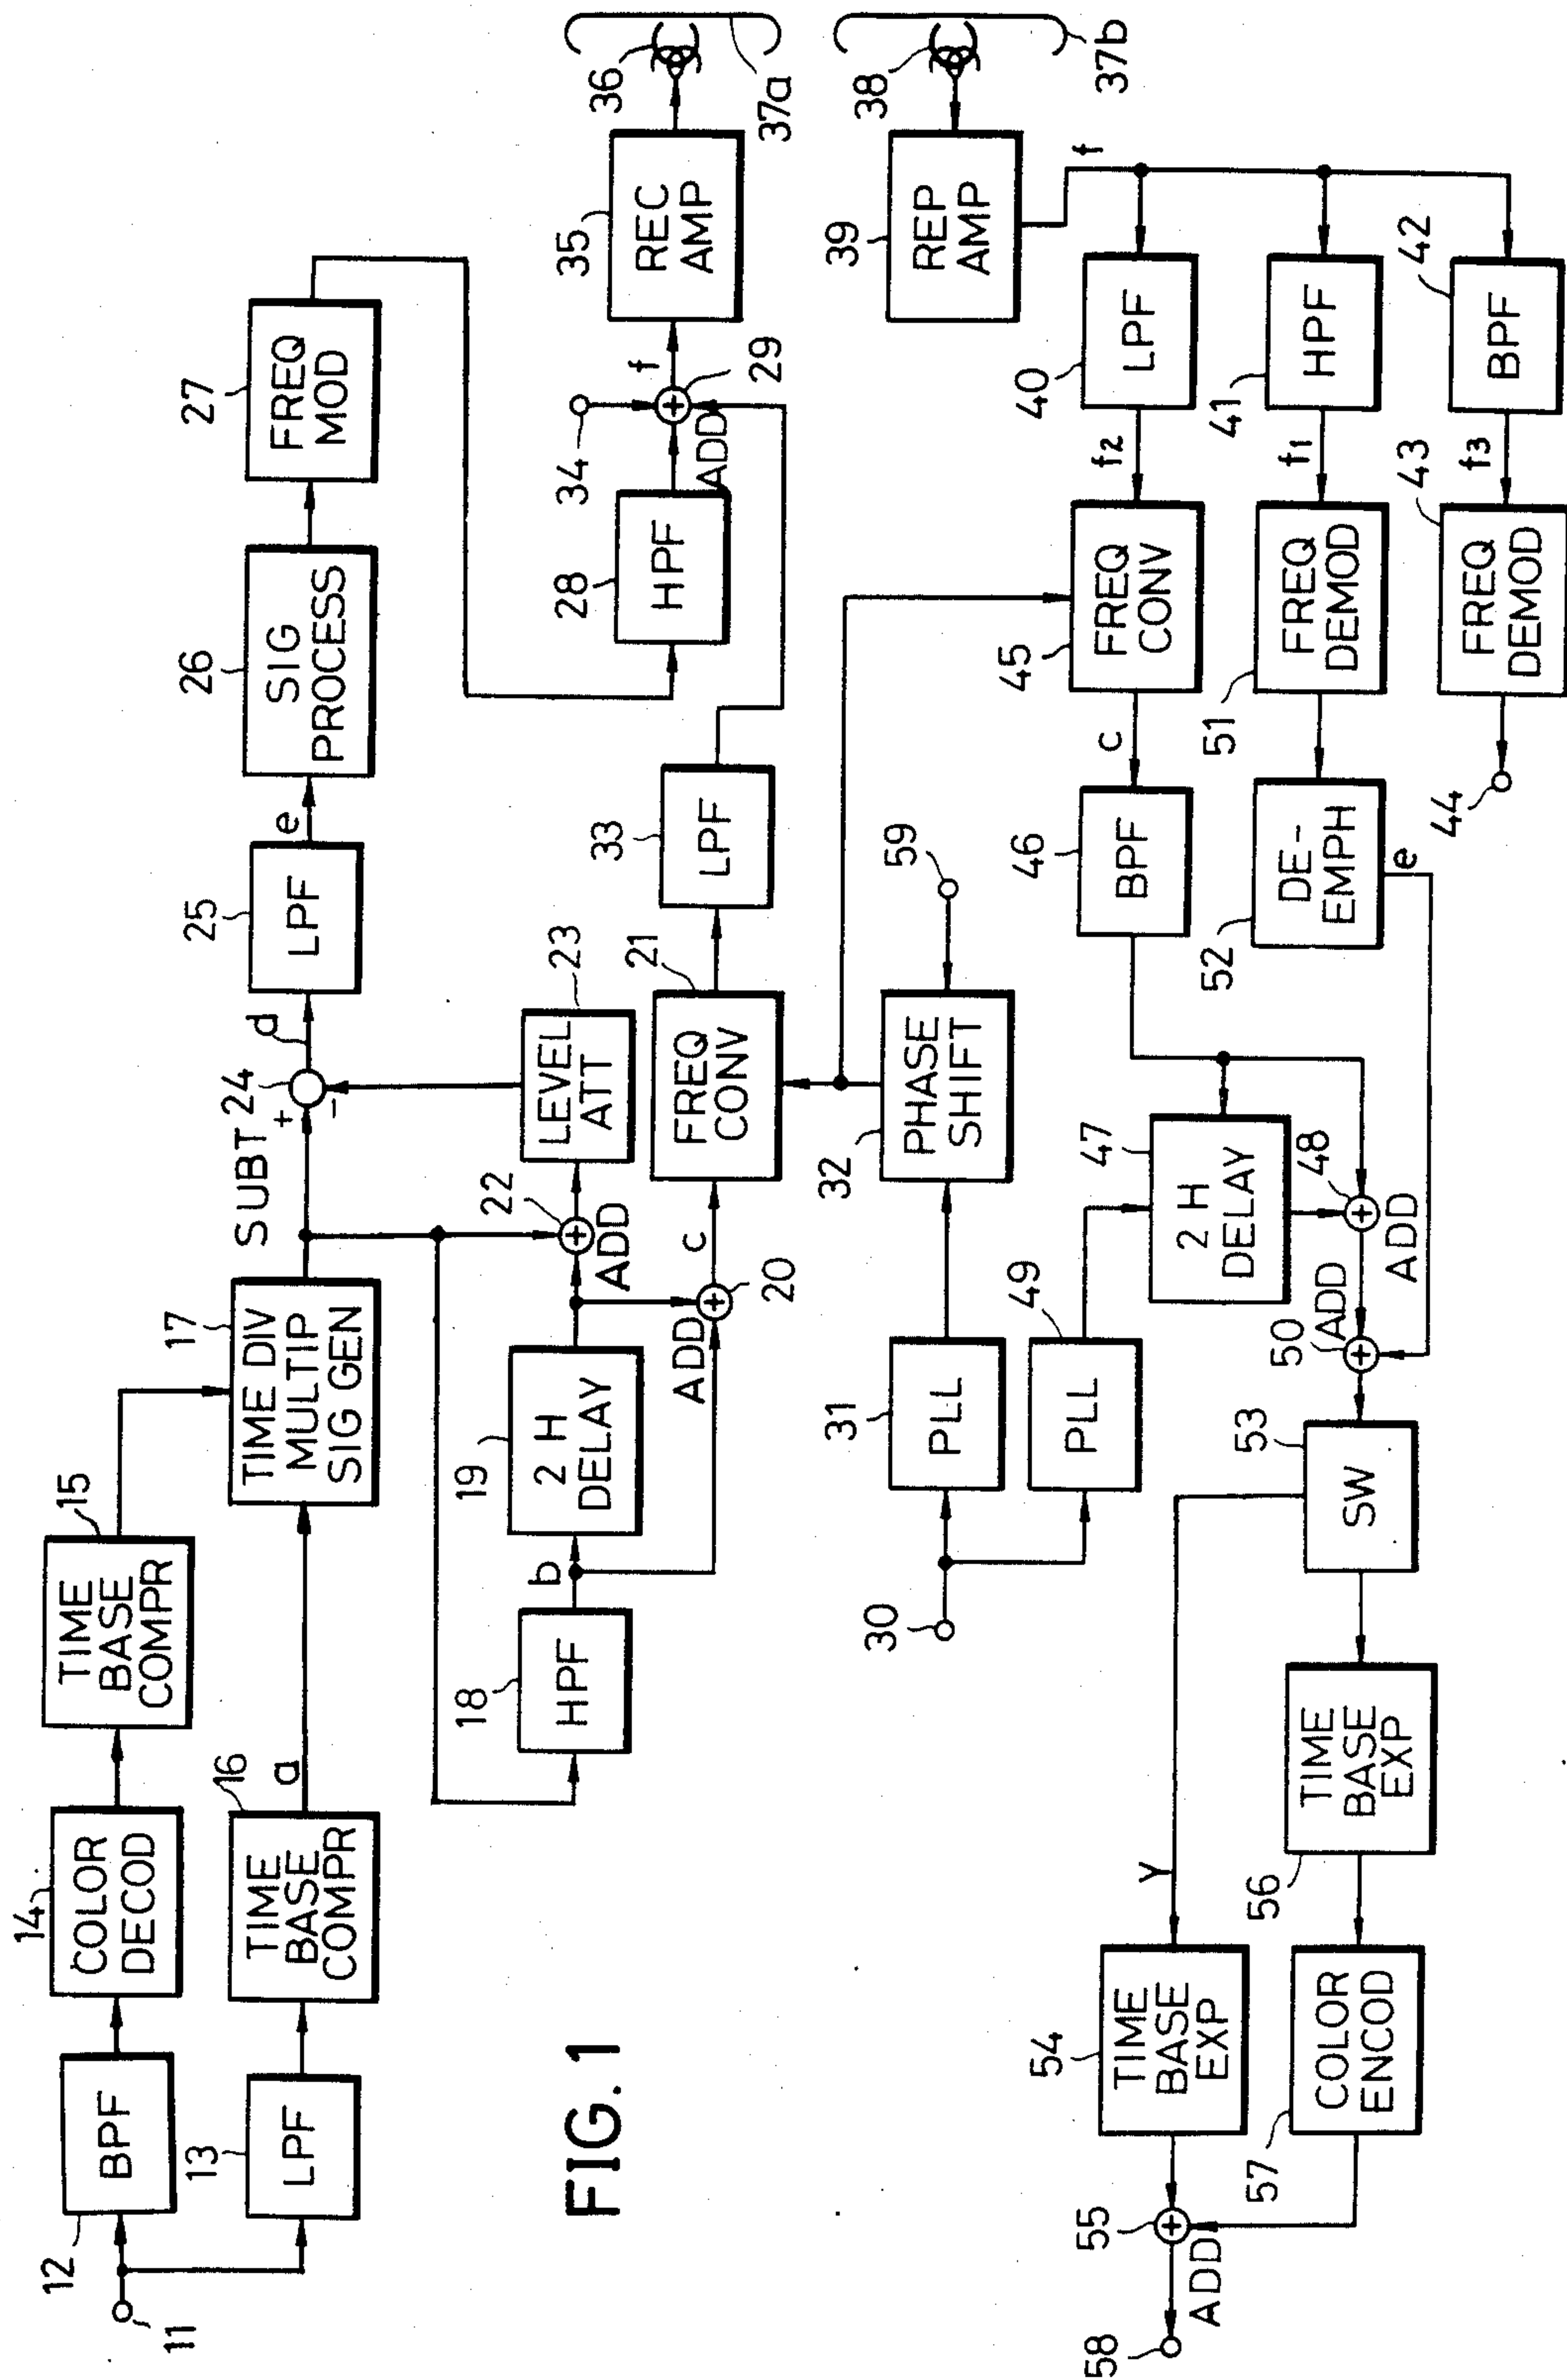 11
12
BPF
14
COLOR
DECOD
15
TIME
BASE
COMPR
13
LPF
16
TIME
BASE
COMPR
a
17
TIME DIV
MULTIP
SIG GEN
SUBT
24
+
−
d
25
LPF
e
26
SIG
PROCESS
27
FREQ
MOD
18
HPF
b
19
2 H
DELAY
22
ADD
23
LEVEL
ATT
ADD
20
c
21
FREQ
CONV
33
LPF
28
HPF
34
ADD
29
f
35
REC
AMP
36
37a
FIG. 1
30
31
PLL
32
PHASE
SHIFT
59
49
PLL
47
2 H
DELAY
48
ADD
50
ADD
38
37b
39
REP
AMP
f
40
LPF
f2
45
FREQ
CONV
c
46
BPF
41
HPF
f1
51
FREQ
DEMOD
52
DE-
EMPH
e
42
BPF
f3
43
FREQ
DEMOD
44
53
SW
Y
54
TIME
BASE
EXP
56
TIME
BASE
EXP
57
COLOR
ENCOD
55
ADD
58